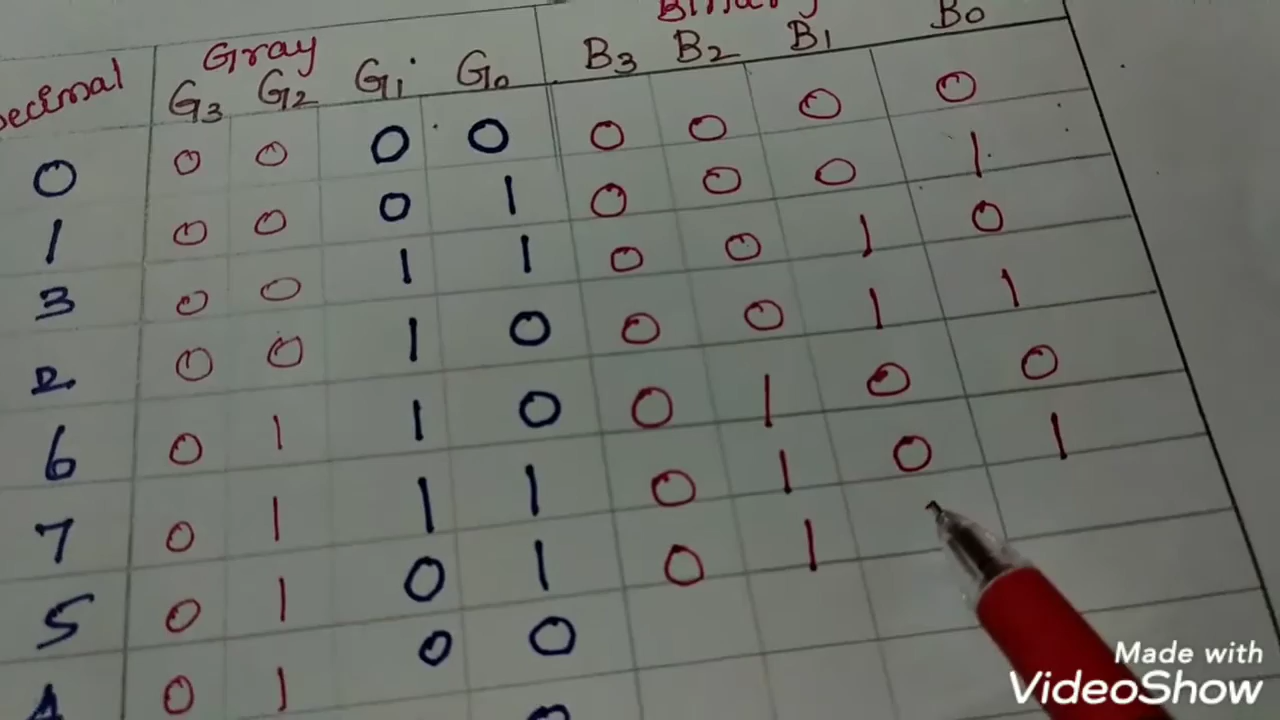 Gray Binary
Decimal G3 G2 G1 G0 B3 B2 B1 B0
0 0 0 0 0 0 0 0 0
1 0 0 0 1 0 0 0 1
3 0 0 1 1 0 0 1 0
2 0 0 1 0 0 0 1 1
6 0 1 1 0 0 1 0 0
7 0 1 1 1 0 1 0 1
5 0 1 0 1 0 1
4 0 1 0 0
0
Made with
VideoShow